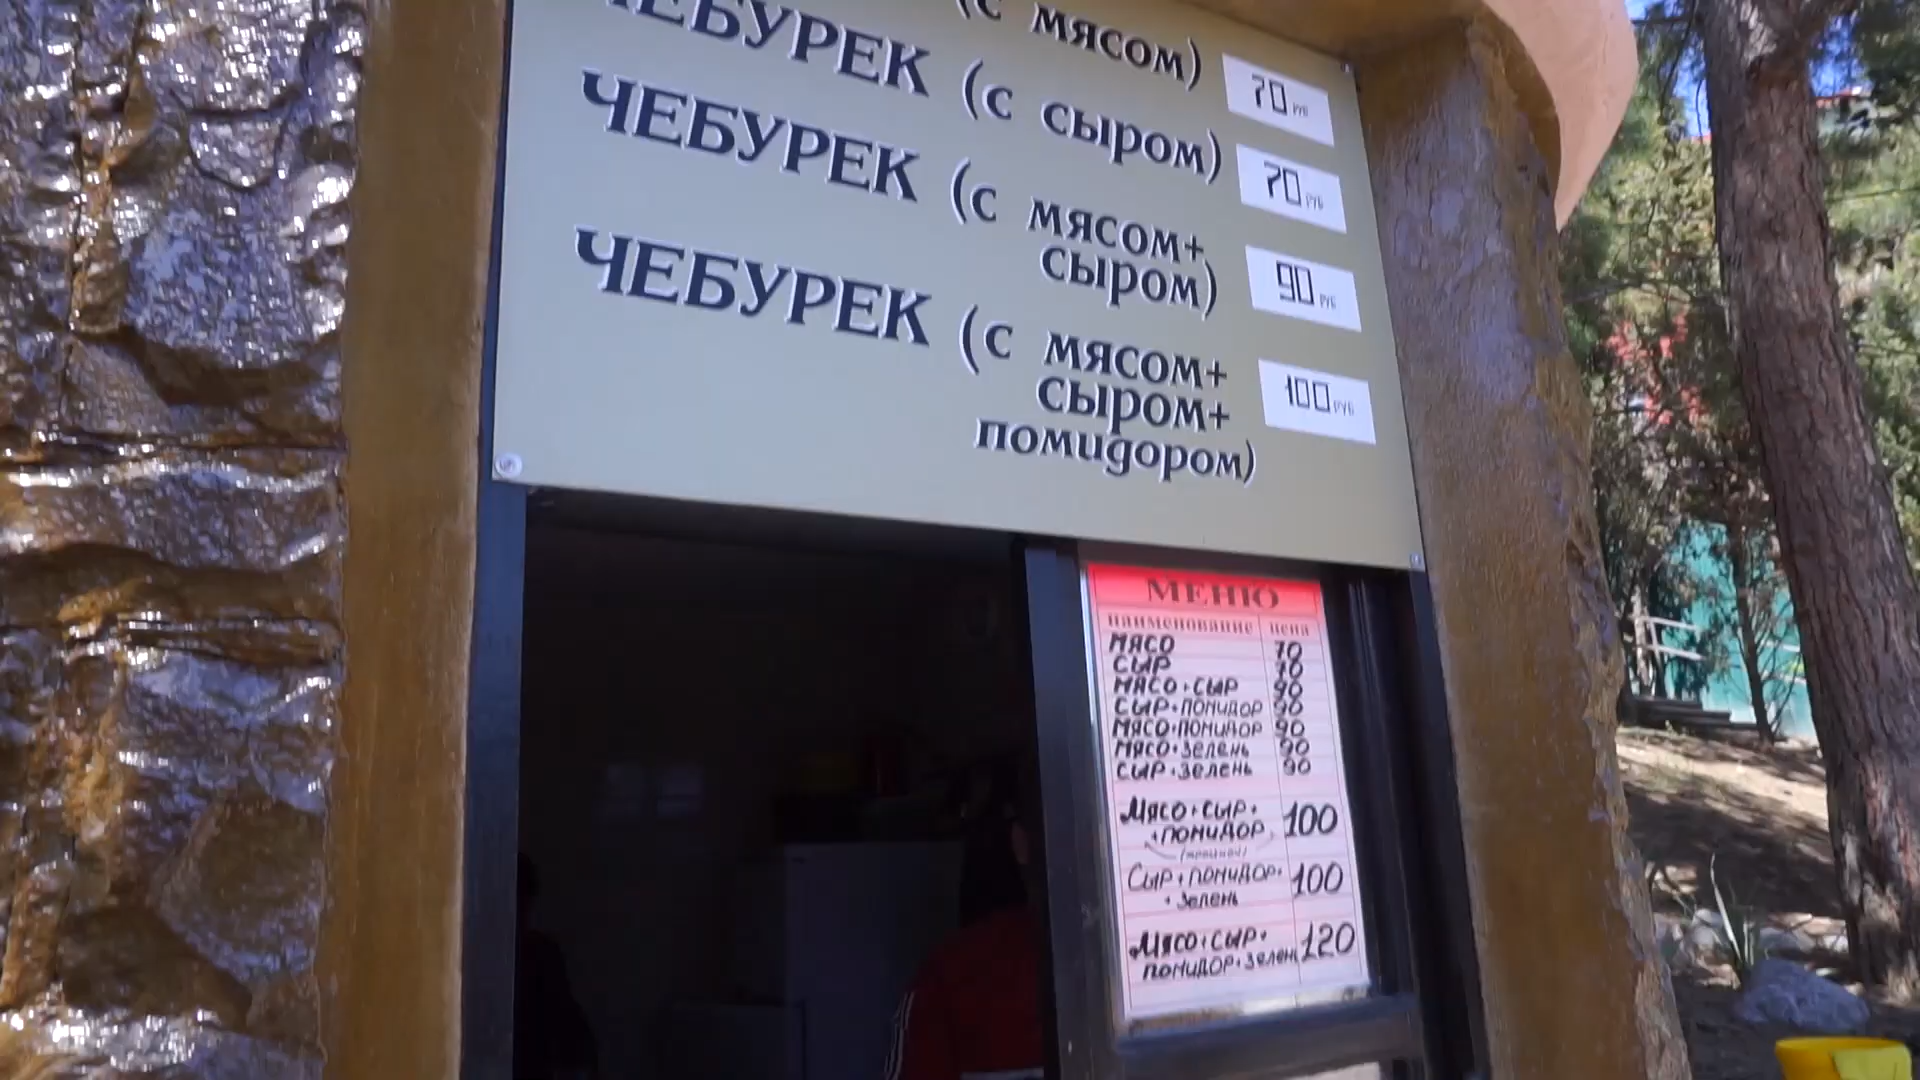 (с мясом) 70 РУБ
ЧЕБУРЕК (с сыром) 70 РУБ
ЧЕБУРЕК (с мясом+
сыром) 90 РУБ
ЧЕБУРЕК (с мясом+
сыром+ 100 РУБ
помидором)
МЕНЮ
наименование цена
МЯСО 70
СЫР 70
МЯСО+СЫР 90
СЫР+ПОМИДОР 90
МЯСО+ПОМИДОР 90
МЯСО+ЗЕЛЕНЬ 90
СЫР+ЗЕЛЕНЬ 90
МЯСО+СЫР+
+ПОМИДОР 100
СЫР+ПОМИДОР+
+ЗЕЛЕНЬ 100
МЯСО+СЫР+
ПОМИДОР+ЗЕЛЕНЬ 120